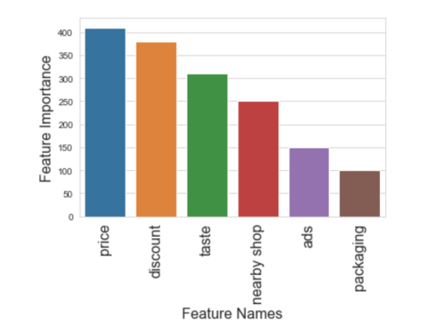 400
350
300
250
200
150
100
50
0
Feature Importance
price
discount
taste
nearby shop
ads
packaging
Feature Names